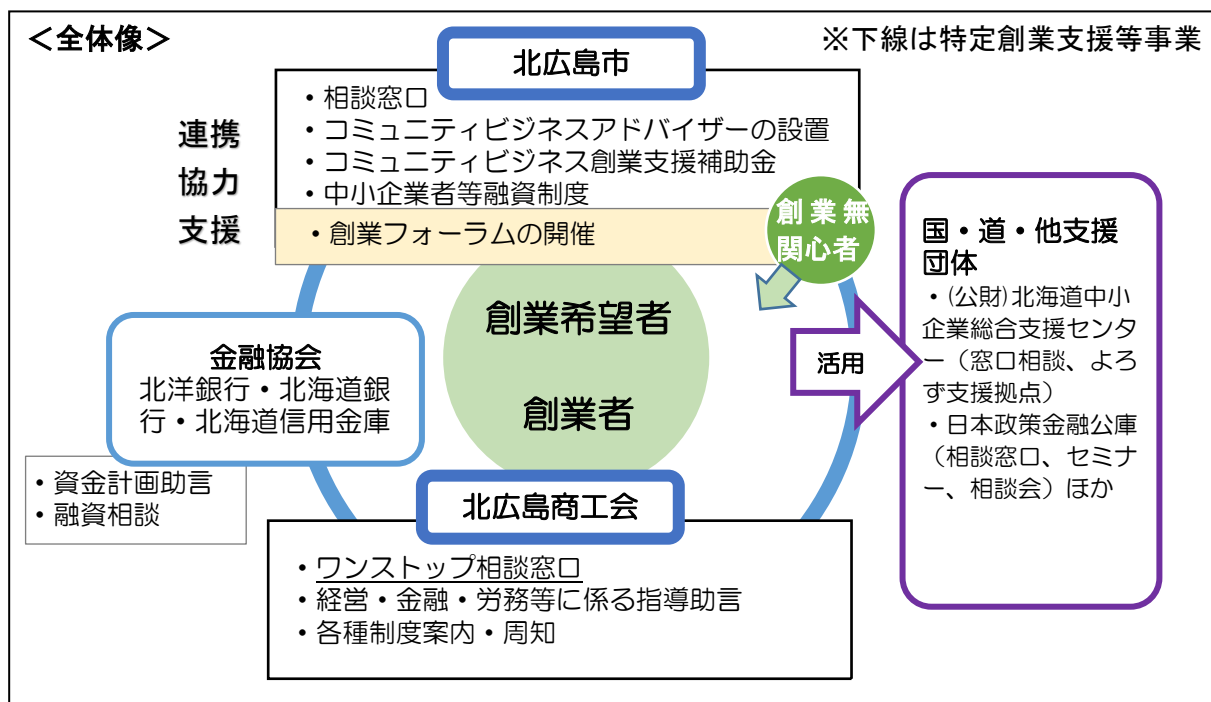 ＜全体像＞
※下線は特定創業支援等事業
北広島市
・相談窓口
・コミュニティビジネスアドバイザーの設置
・コミュニティビジネス創業支援補助金
・中小企業者等融資制度
・創業フォーラムの開催
連携
協力
支援
創業無
関心者
創業希望者
創業者
金融協会
北洋銀行・北海道銀
行・北海道信用金庫
・資金計画助言
・融資相談
活用
国・道・他支援
団体
・(公財)北海道中小
企業総合支援センタ
ー（窓口相談、よろ
ず支援拠点）
・日本政策金融公庫
（相談窓口、セミナ
ー、相談会）ほか
北広島商工会
・ワンストップ相談窓口
・経営・金融・労務等に係る指導助言
・各種制度案内・周知